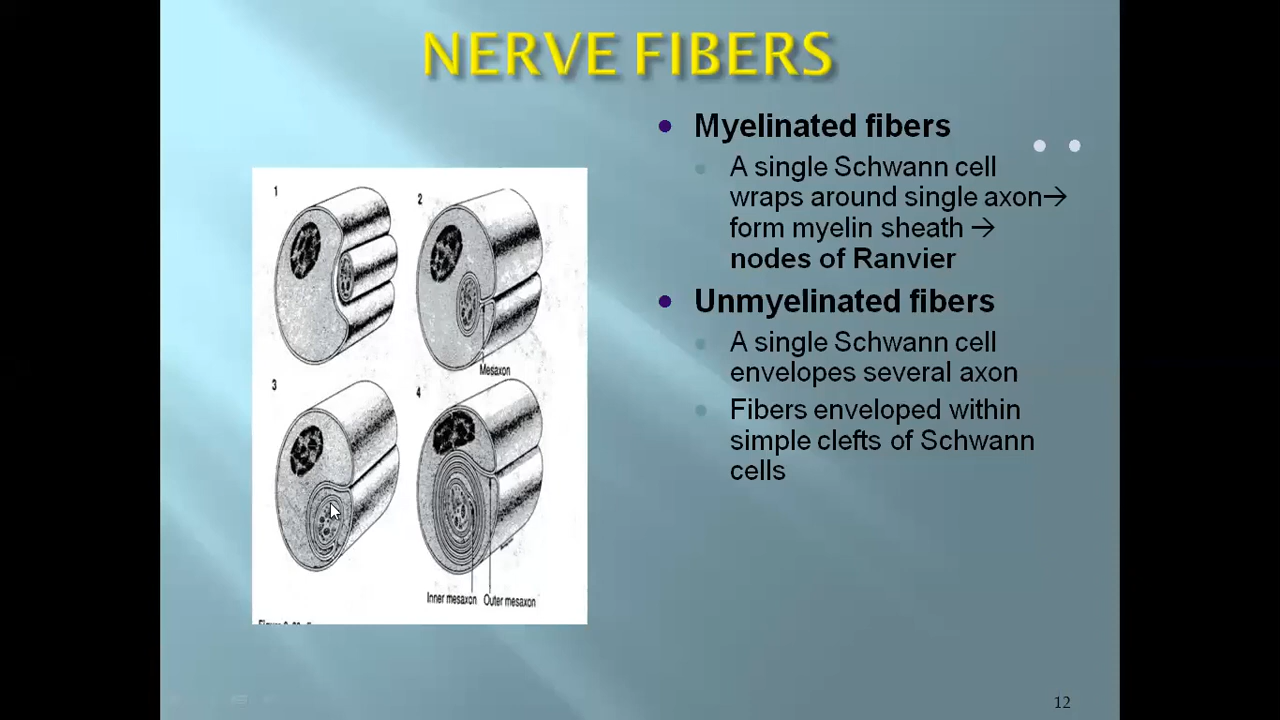 NERVE FIBERS
• Myelinated fibers
• A single Schwann cell
wraps around single axon→
form myelin sheath →
nodes of Ranvier
• Unmyelinated fibers
• A single Schwann cell
envelopes several axon
• Fibers enveloped within
simple clefts of Schwann
cells
1
2
Mesaxon
3
4
Inner mesaxon Outer mesaxon
12